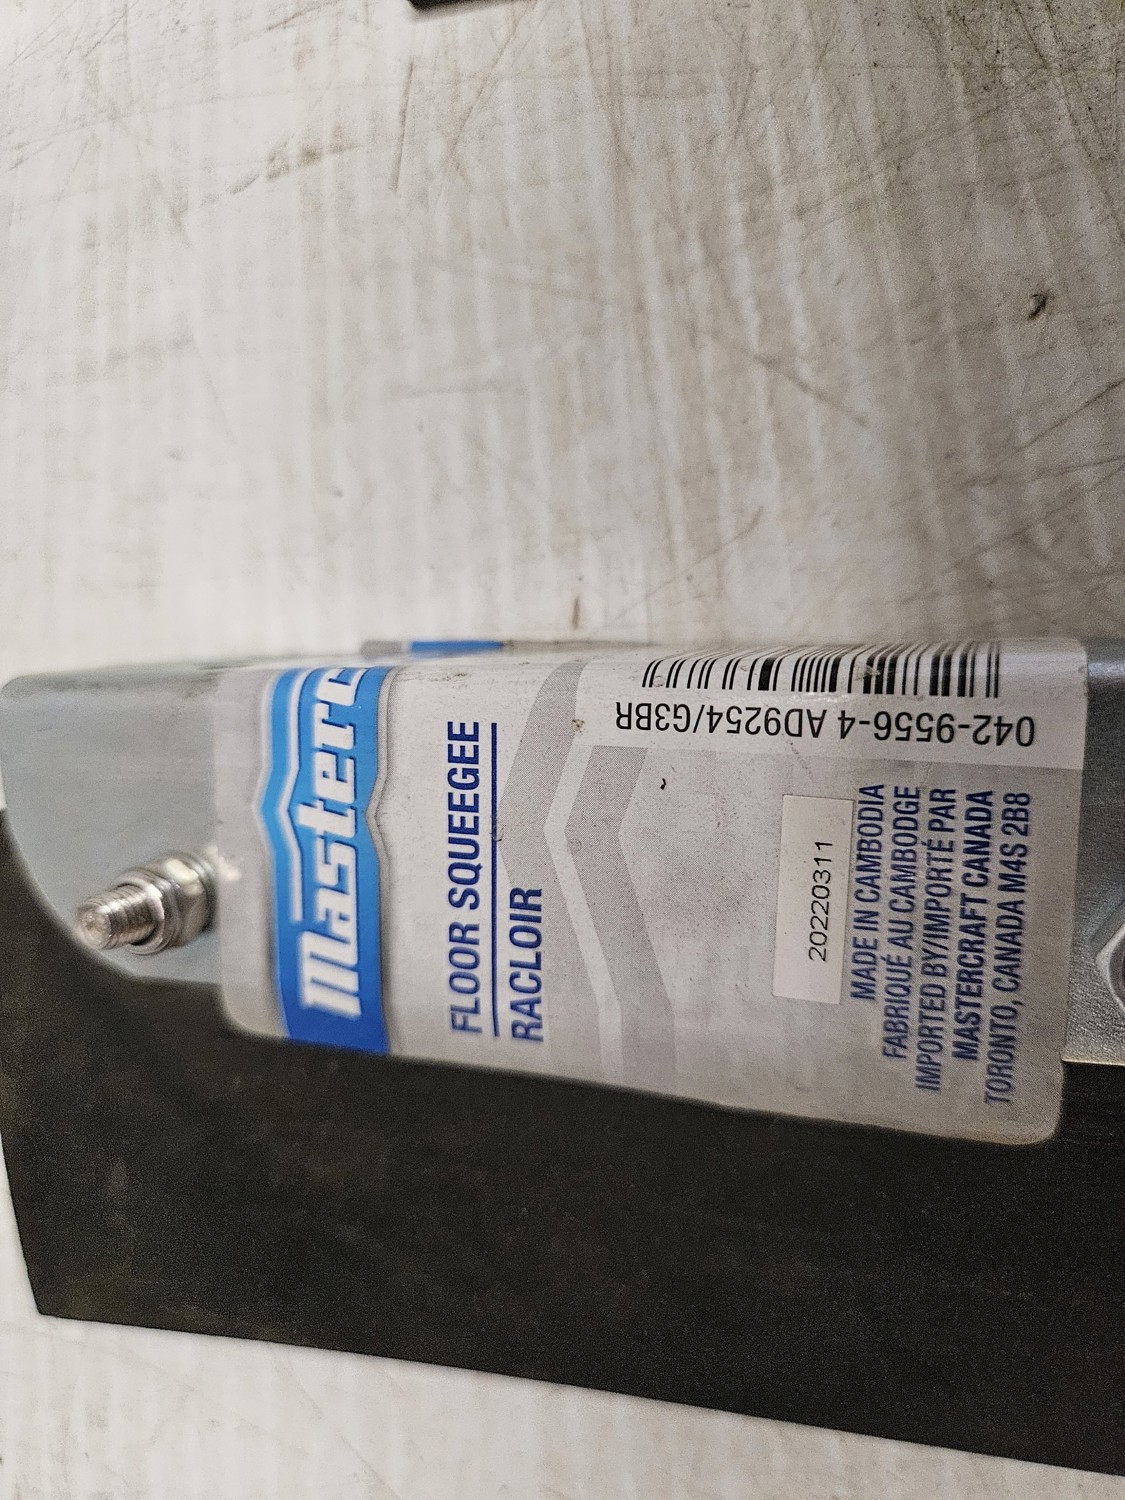 Masterc
FLOOR SQUEEGEE
RACLOIR
042-9556-4 AD9254/G3BR
20220311
MADE IN CAMBODIA
FABRIQUÉ AU CAMBODGE
IMPORTED BY/IMPORTÉ PAR
MASTERCRAFT CANADA
TORONTO, CANADA M4S 2B8